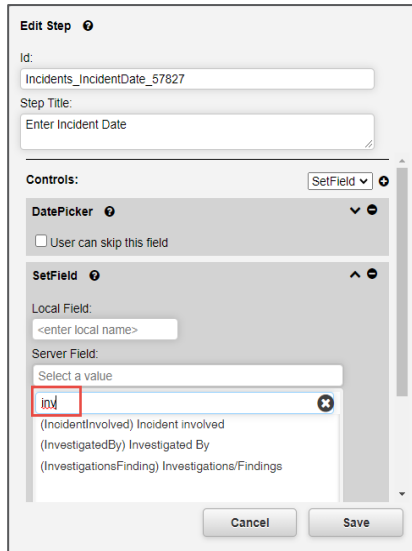 Edit Step
Id:
Incidents_IncidentDate_57827
Step Title:
Enter Incident Date
Controls:
SetField
DatePicker
User can skip this field
SetField
Local Field:
<enter local name>
Server Field:
Select a value
inv
(IncidentInvolved) Incident involved
(InvestigatedBy) Investigated By
(InvestigationsFinding) Investigations/Findings
Cancel Save